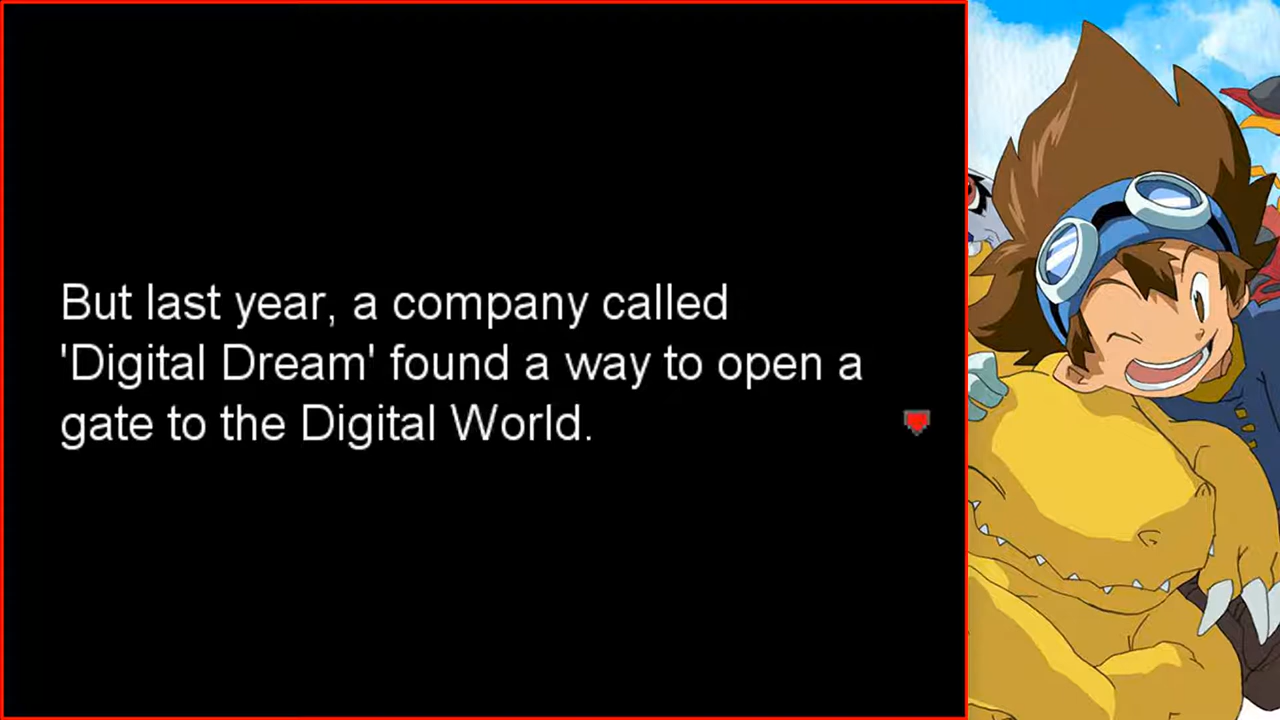 But last year, a company called
'Digital Dream' found a way to open a
gate to the Digital World.